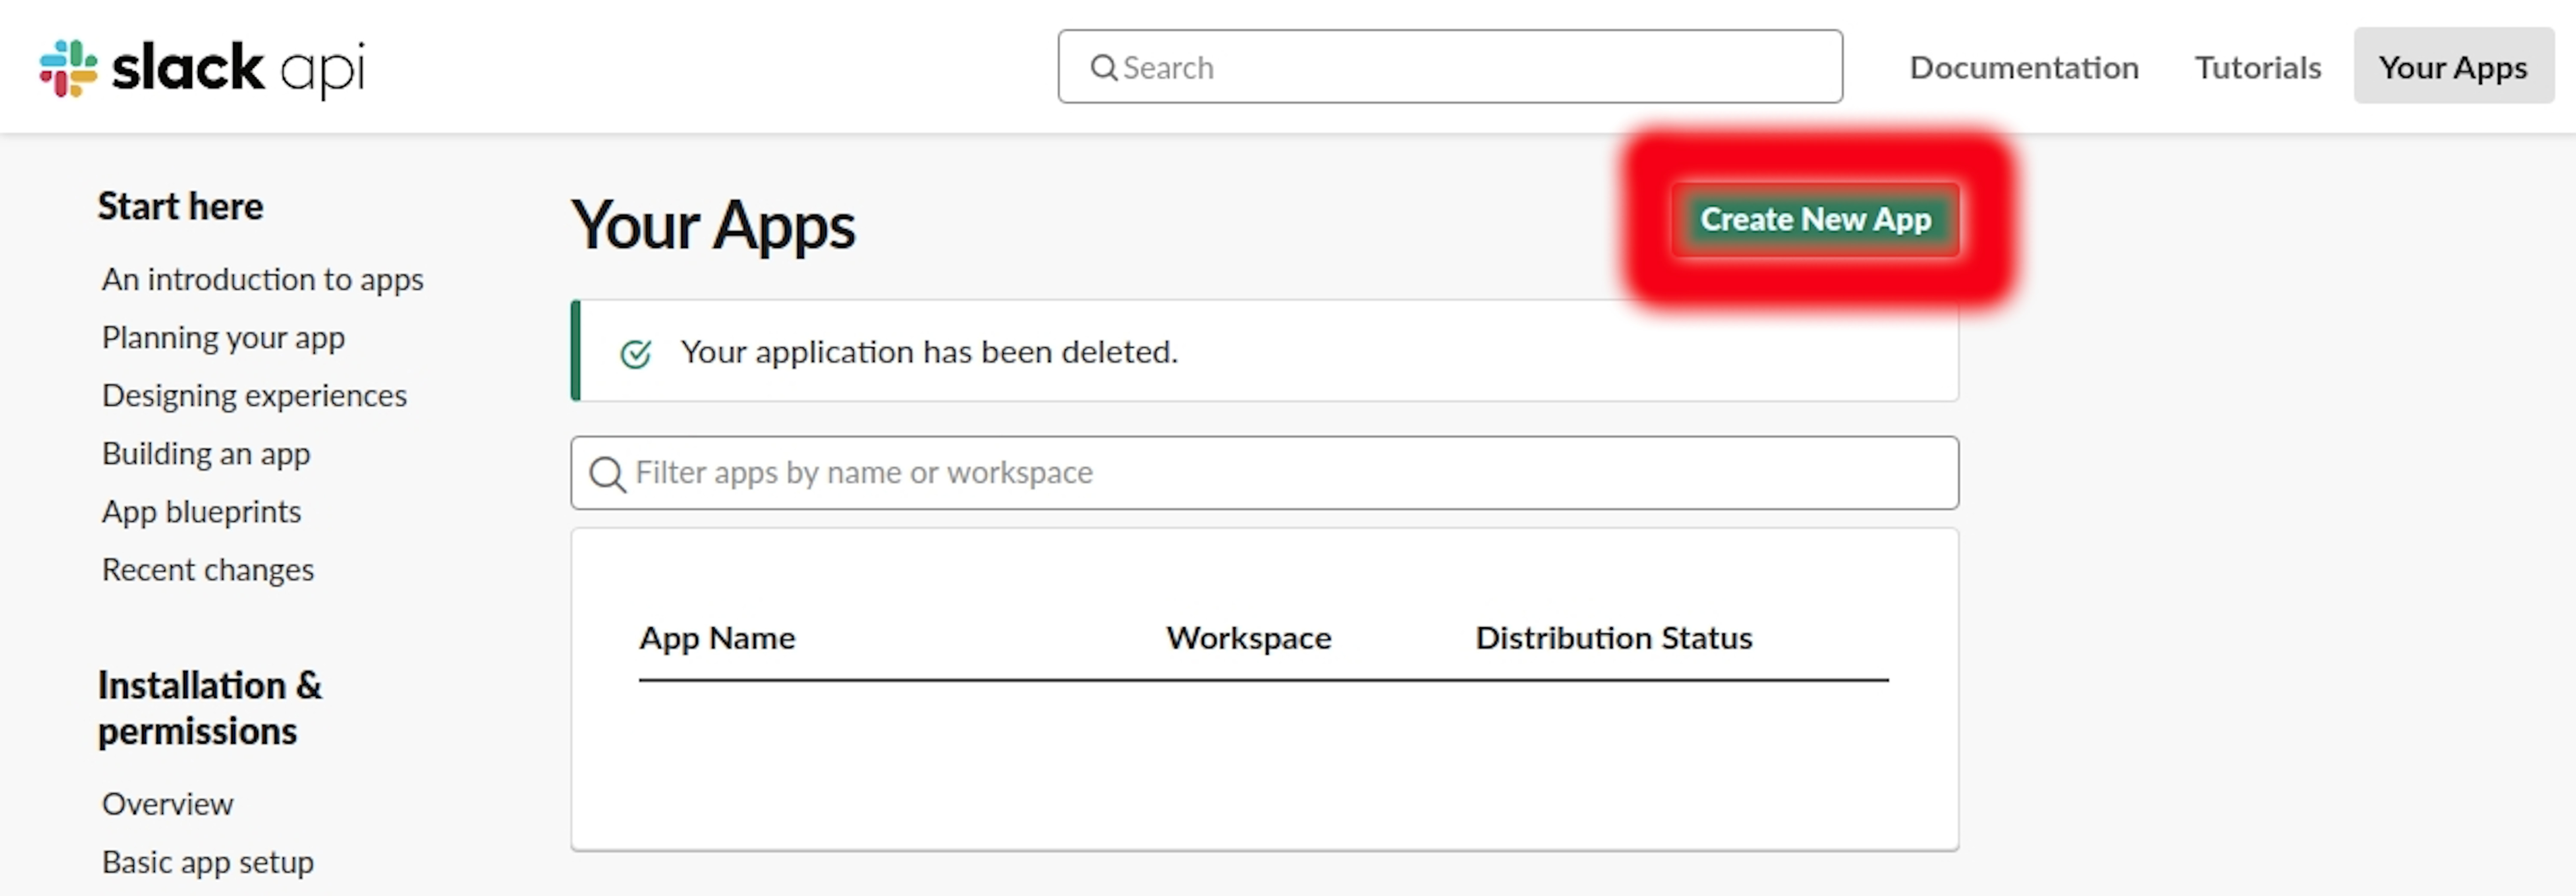 slack api
Search
Documentation
Tutorials
Your Apps
Start here
An introduction to apps
Planning your app
Designing experiences
Building an app
App blueprints
Recent changes
Installation &
permissions
Overview
Basic app setup
Your Apps
Create New App
Your application has been deleted.
Filter apps by name or workspace
App Name
Workspace
Distribution Status